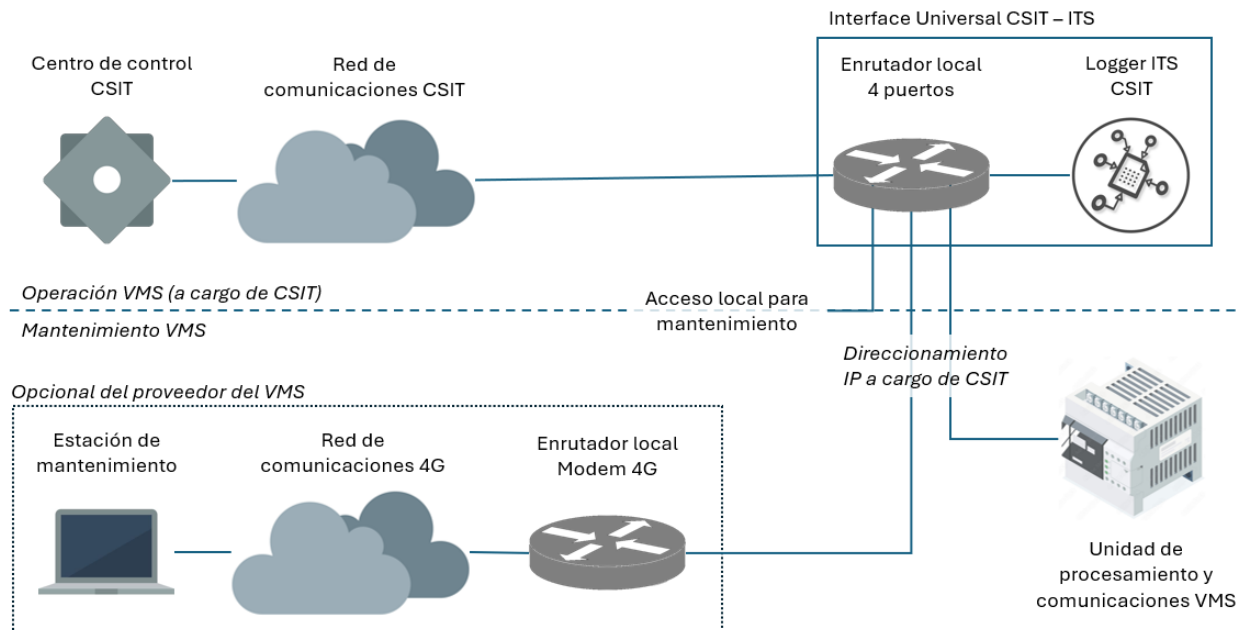 Interface Universal CSIT – ITS
Centro de control
CSIT
Red de
comunicaciones CSIT
Enrutador local
4 puertos
Logger ITS
CSIT
Operación VMS (a cargo de CSIT)
Mantenimiento VMS
Acceso local para
mantenimiento
Direccionamiento
IP a cargo de CSIT
Opcional del proveedor del VMS
Estación de
mantenimiento
Red de
comunicaciones 4G
Enrutador local
Modem 4G
Unidad de
procesamiento y
comunicaciones VMS